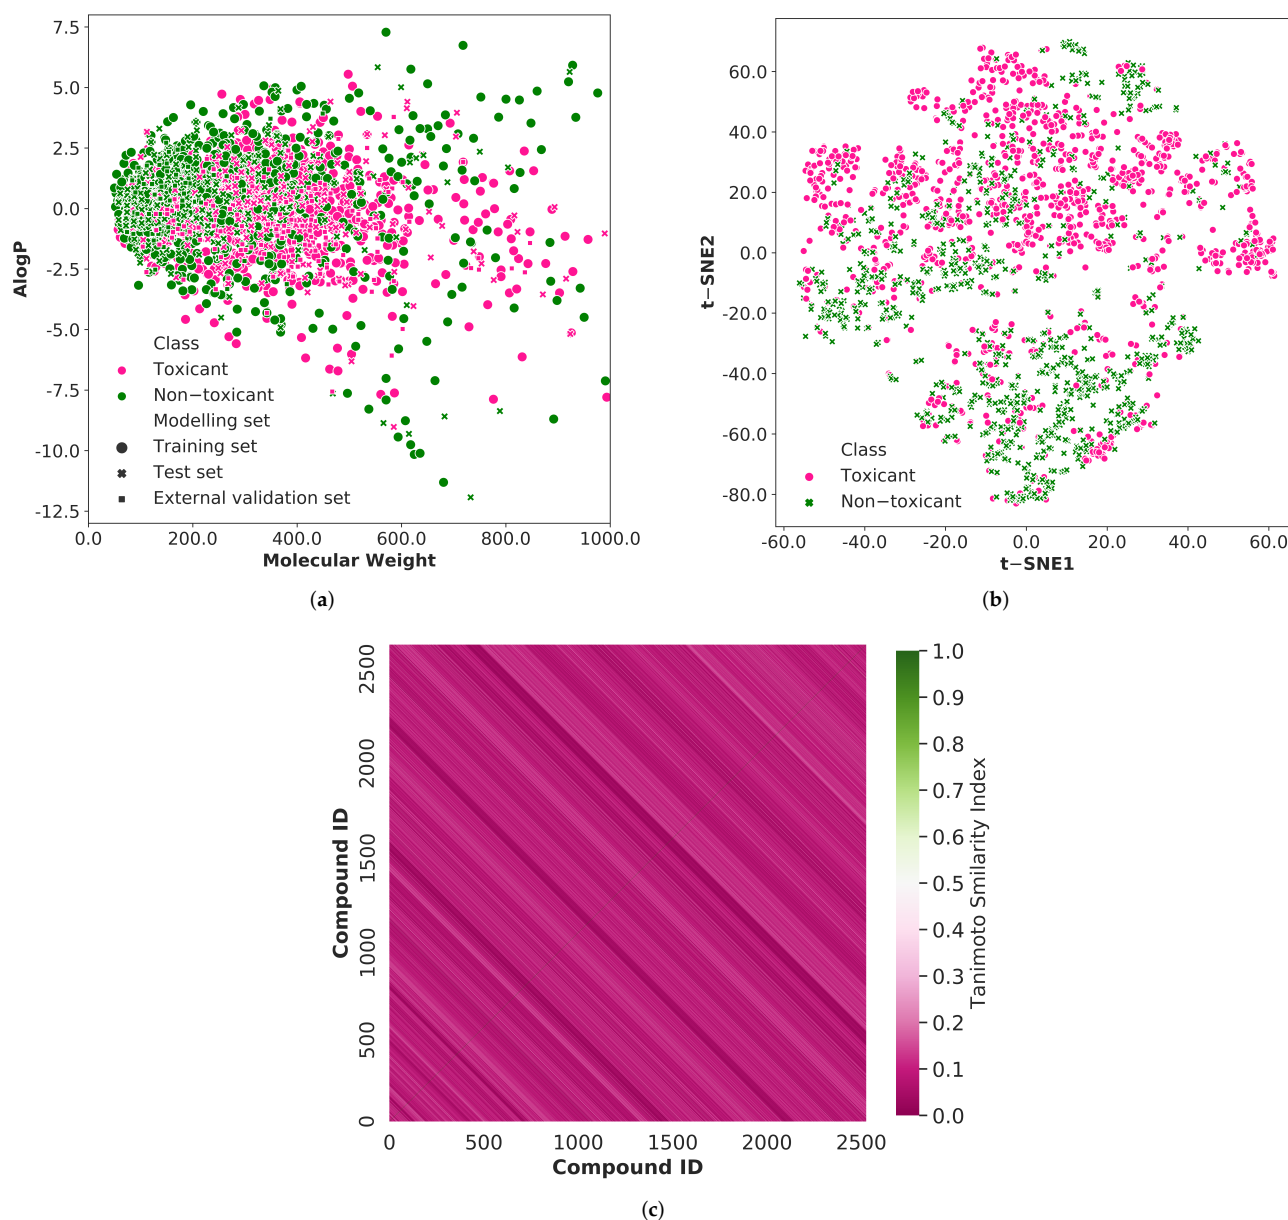 7.5
5.0
2.5
0.0
-2.5
-5.0
-7.5
-10.0
-12.5
AlogP
Class
Toxicant
Non−toxicant
Modelling set
Training set
Test set
External validation set
0.0 200.0 400.0 600.0 800.0 1000.0
Molecular Weight
(a)
60.0
40.0
20.0
0.0
-20.0
-40.0
-60.0
-80.0
t−SNE2
Class
Toxicant
Non−toxicant
-60.0 -40.0 -20.0 0.0 20.0 40.0 60.0
t−SNE1
(b)
2500
2000
1500
1000
500
0
Compound ID
0 500 1000 1500 2000 2500
Compound ID
1.0
0.9
0.8
0.7
0.6
0.5
0.4
0.3
0.2
0.1
0.0
Tanimoto Smilarity Index
(c)